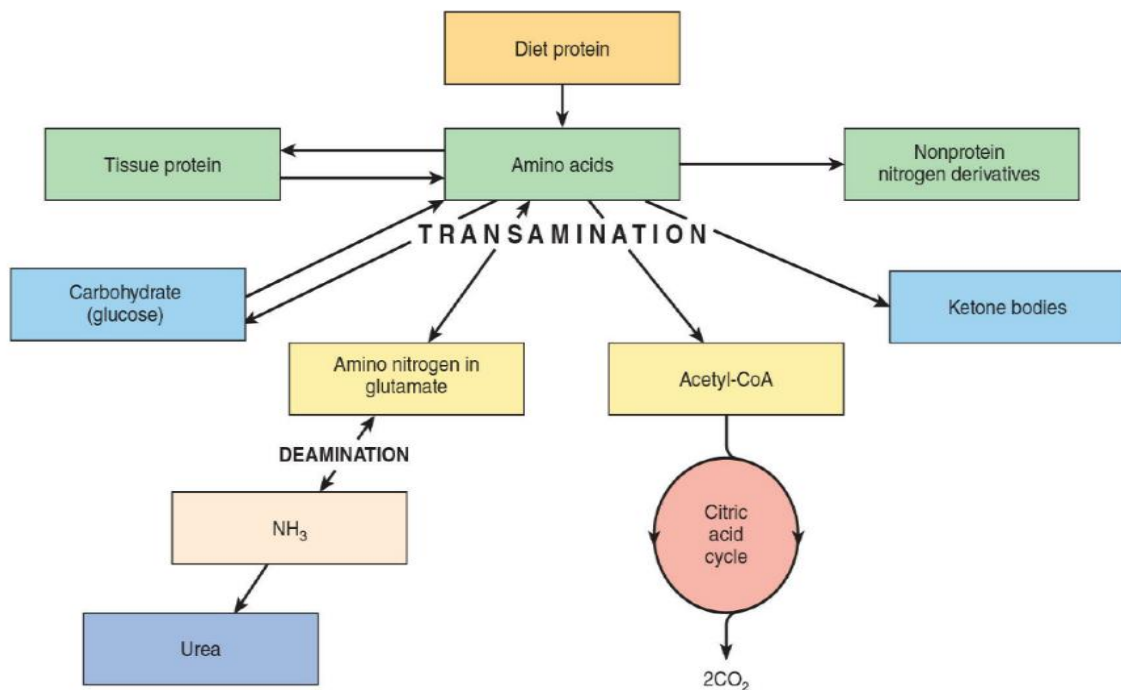 Diet protein
Tissue protein
Amino acids
Nonprotein
nitrogen derivatives
TRANSAMINATION
Carbohydrate
(glucose)
Ketone bodies
Amino nitrogen in
glutamate
Acetyl-CoA
DEAMINATION
NH₃
Citric
acid
cycle
Urea
2CO₂